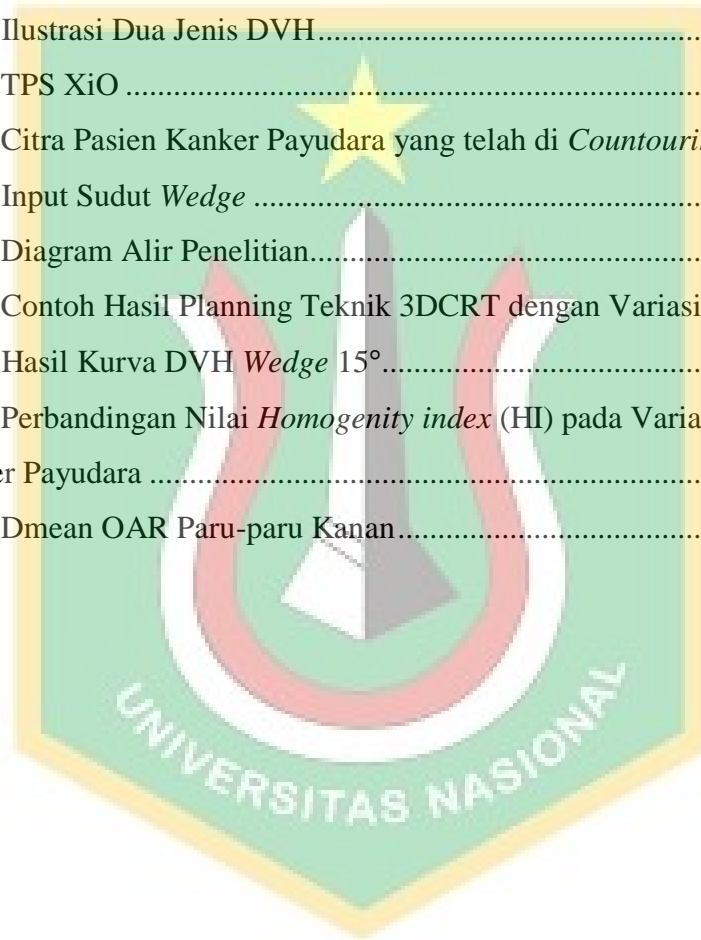 Ilustrasi Dua Jenis DVH..........................................
TPS XiO ..............................................................
Citra Pasien Kanker Payudara yang telah di
Input Sudut Wedge ................................................
Diagram Alir Penelitian..........................................
Contoh Hasil Planning Teknik 3DCRT dengan Variasi
Hasil Kurva DVH Wedge 15°..................................
Perbandingan Nilai Homogenity index (HI) pada
Payudara ..............................................................
Dmean OAR Paru-paru Kanan................................
UNIVERSITAS NASIONAL